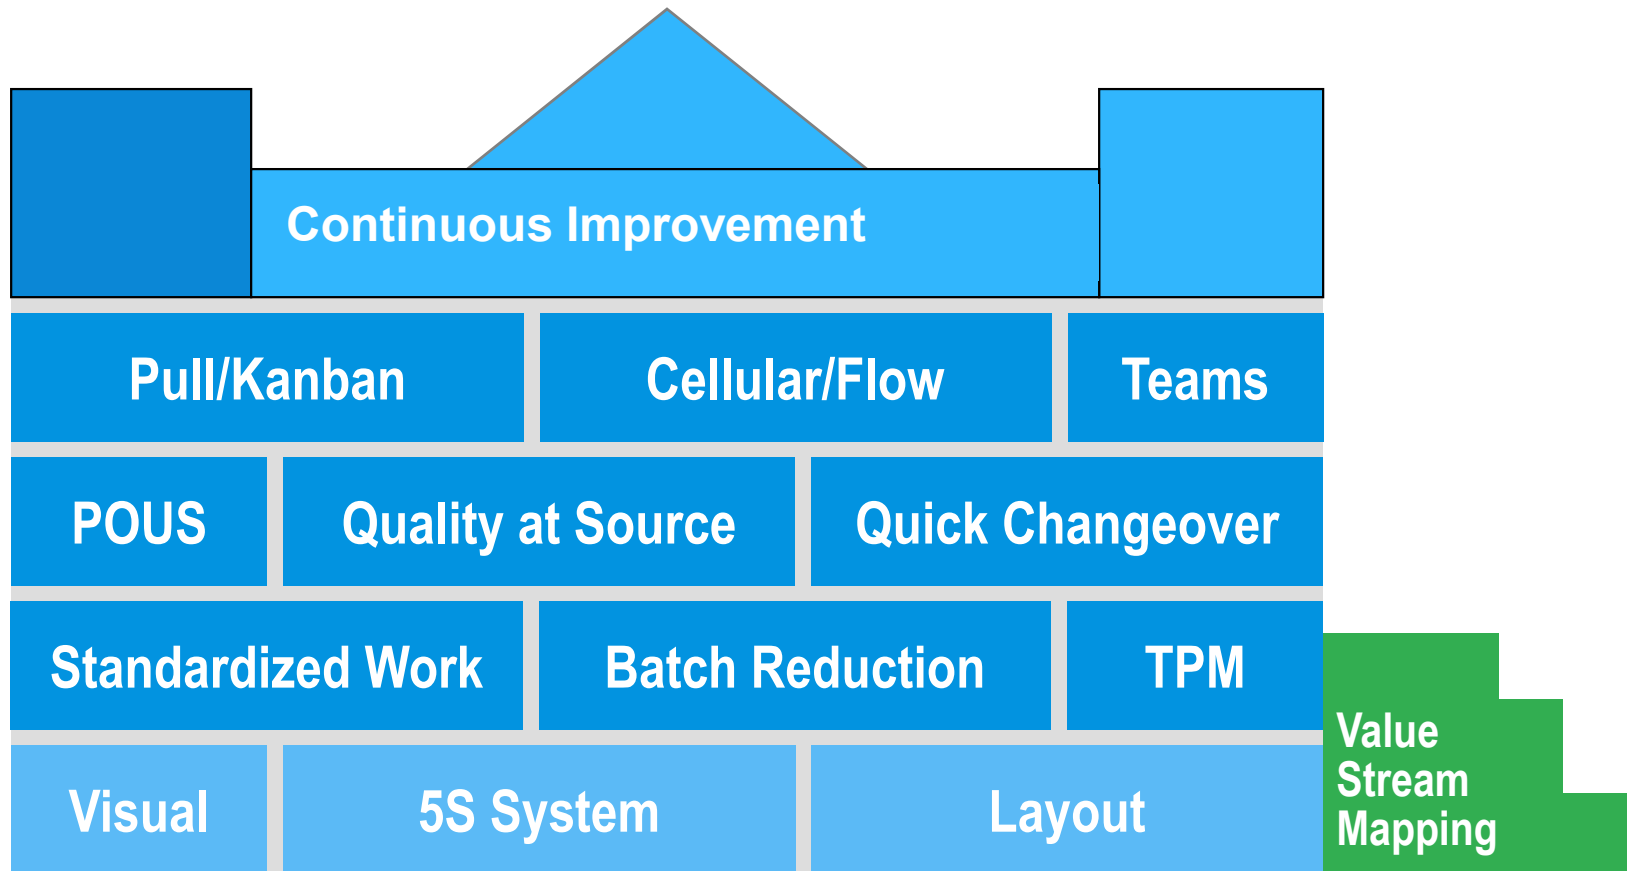 Continuous Improvement
Pull/Kanban
Cellular/Flow
Teams
POUS
Quality at Source
Quick Changeover
Standardized Work
Batch Reduction
TPM
Visual
5S System
Layout
Value
Stream
Mapping